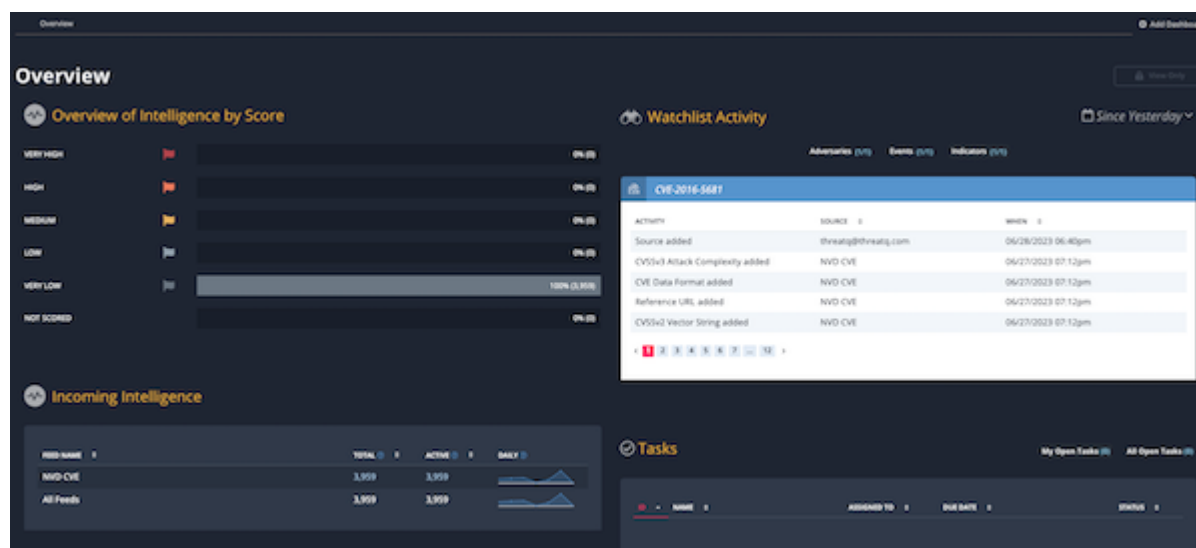 Overview
Add Dashboa
Overview
View Only
Overview of Intelligence by Score
VERY HIGH 0% (0)
HIGH 0% (0)
MEDIUM 0% (0)
LOW 0% (0)
VERY LOW 100% (3,959)
NOT SCORED 0% (0)
Watchlist Activity
Since Yesterday
Adversaries (1/1) Events (1/1) Indicators (1/1)
CVE-2016-5681
ACTIVITY SOURCE WHEN
Source added threatq@threatq.com 06/28/2023 06:40pm
CVSSv3 Attack Complexity added NVD CVE 06/27/2023 07:12pm
CVE Data Format added NVD CVE 06/27/2023 07:12pm
Reference URL added NVD CVE 06/27/2023 07:12pm
CVSSv2 Vector String added NVD CVE 06/27/2023 07:12pm
‹ 1 2 3 4 5 6 7 ... 12 ›
Incoming Intelligence
FEED NAME TOTAL ACTIVE DAILY
NVD CVE 3,959 3,959
All Feeds 3,959 3,959
Tasks
My Open Tasks (0) All Open Tasks (0)
ID NAME ASSIGNED TO DUE DATE STATUS